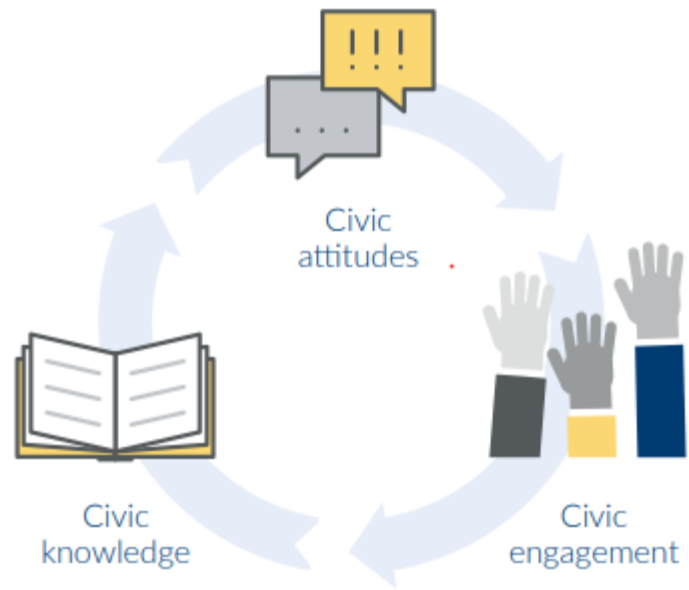 ! ! !
. . .
Civic
attitudes
Civic
knowledge
Civic
engagement